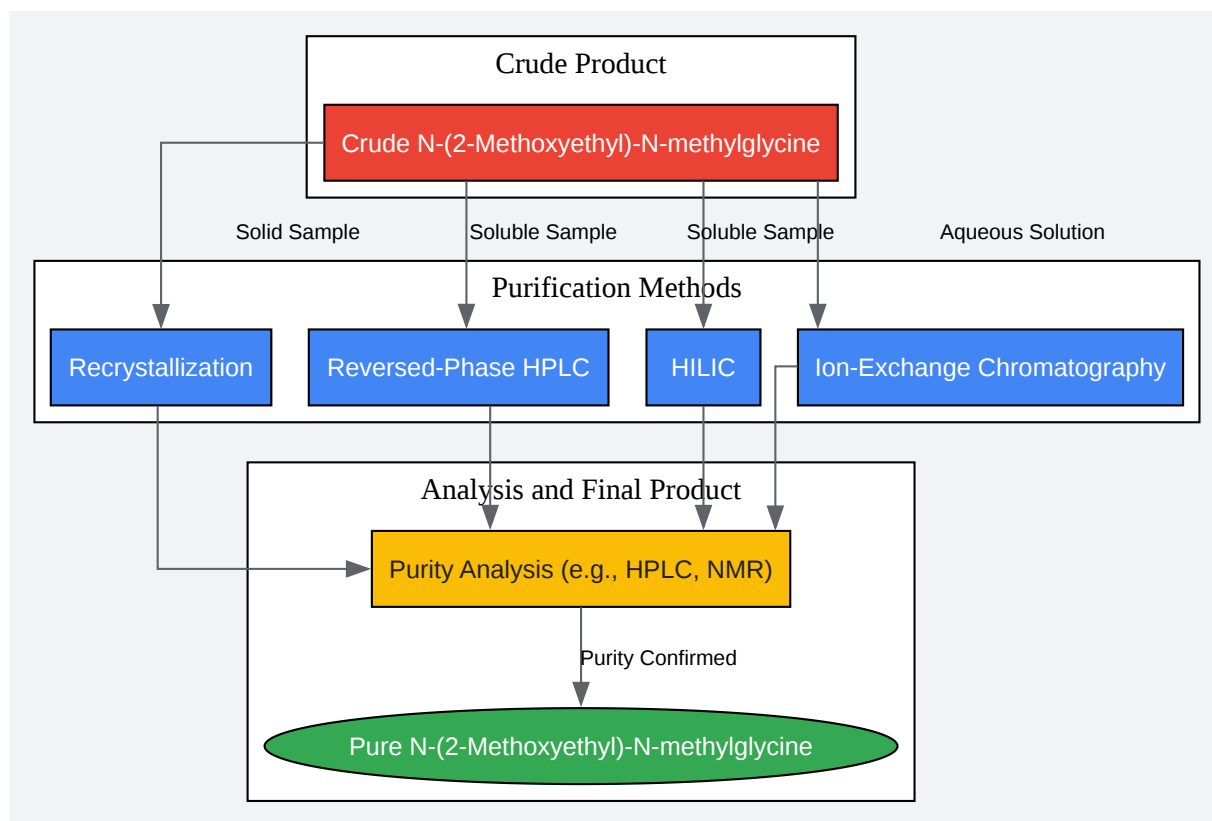 Crude Product
Crude N-(2-Methoxyethyl)-N-methylglycine
Solid Sample
Soluble Sample
Soluble Sample
Aqueous Solution
Purification Methods
Recrystallization
Reversed-Phase HPLC
HILIC
Ion-Exchange Chromatography
Analysis and Final Product
Purity Analysis (e.g., HPLC, NMR)
Purity Confirmed
Pure N-(2-Methoxyethyl)-N-methylglycine